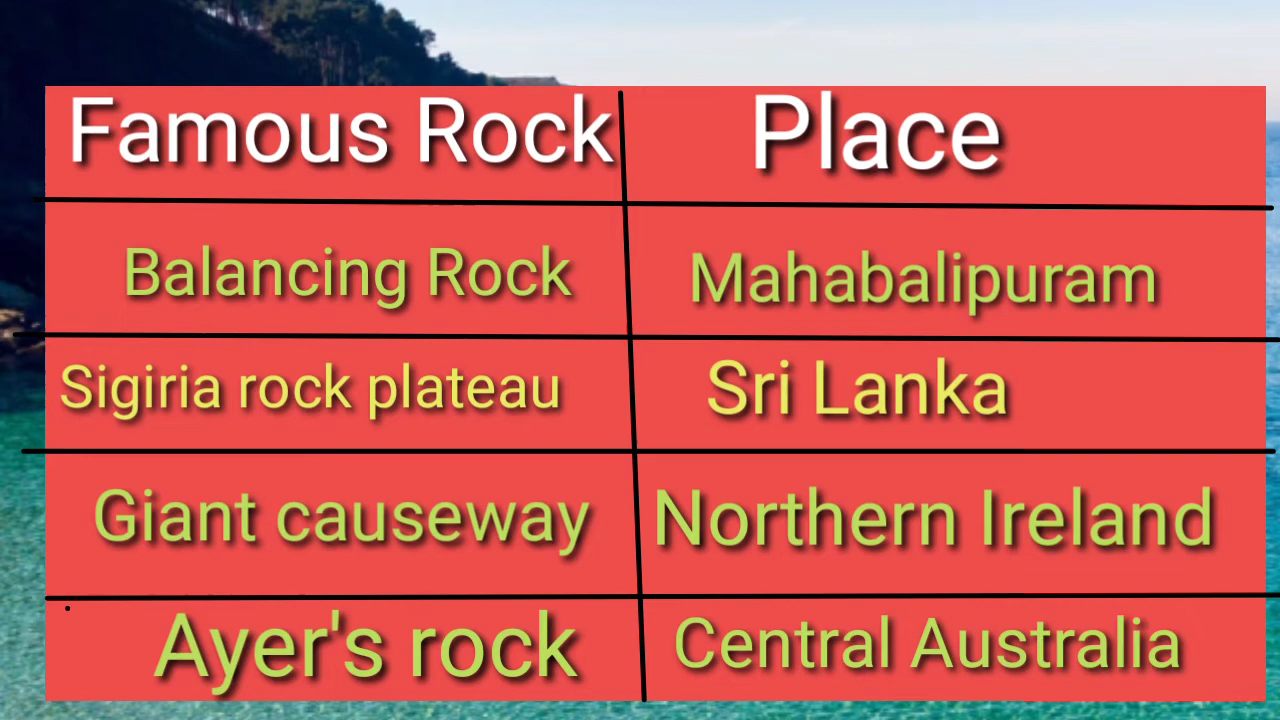 Famous Rock Place
Balancing Rock Mahabalipuram
Sigiria rock plateau Sri Lanka
Giant causeway Northern Ireland
Ayer's rock Central Australia